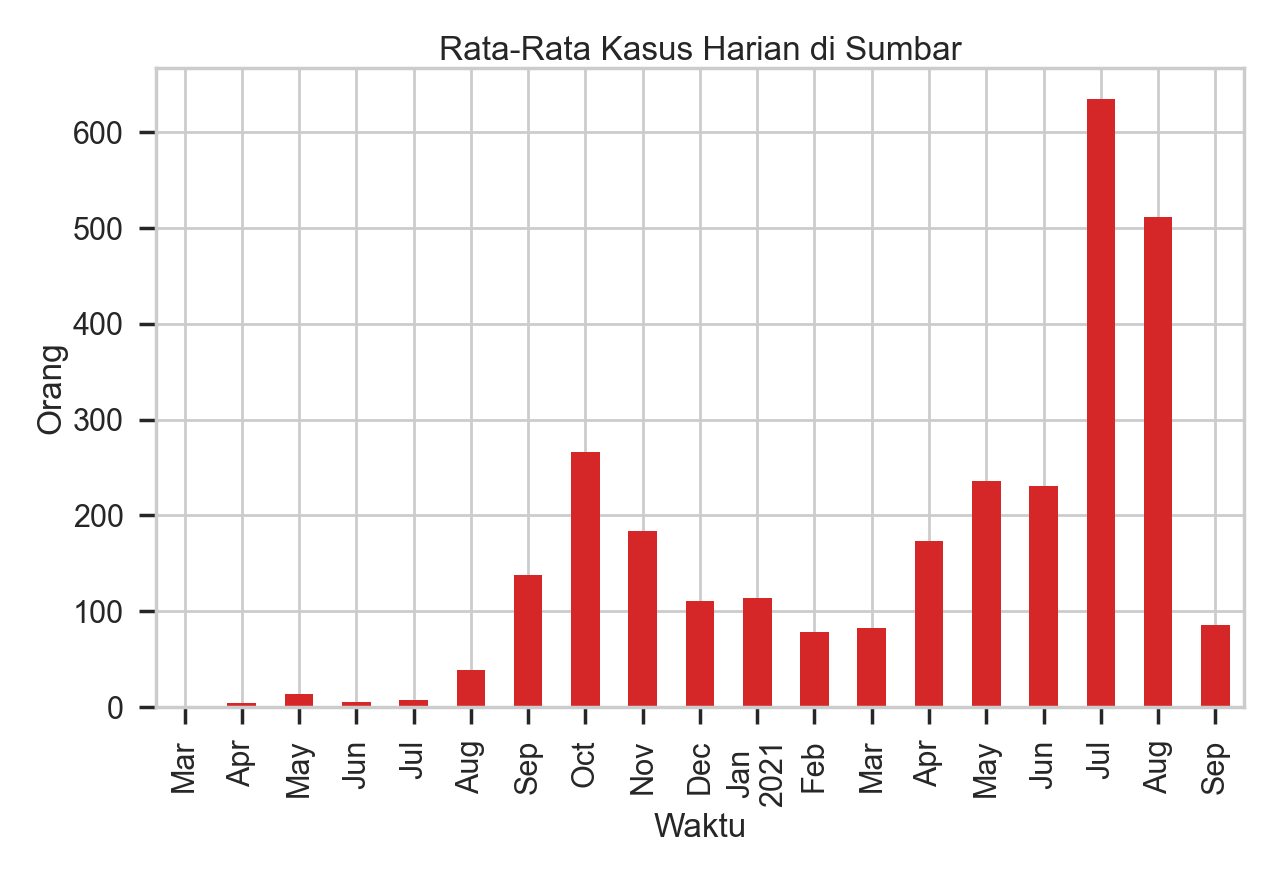 Rata-Rata Kasus Harian di Sumbar
Orang
600
500
400
300
200
100
0
Mar
Apr
May
Jun
Jul
Aug
Sep
Oct
Nov
Dec
Jan
2021
Feb
Mar
Apr
May
Jun
Jul
Aug
Sep
Waktu